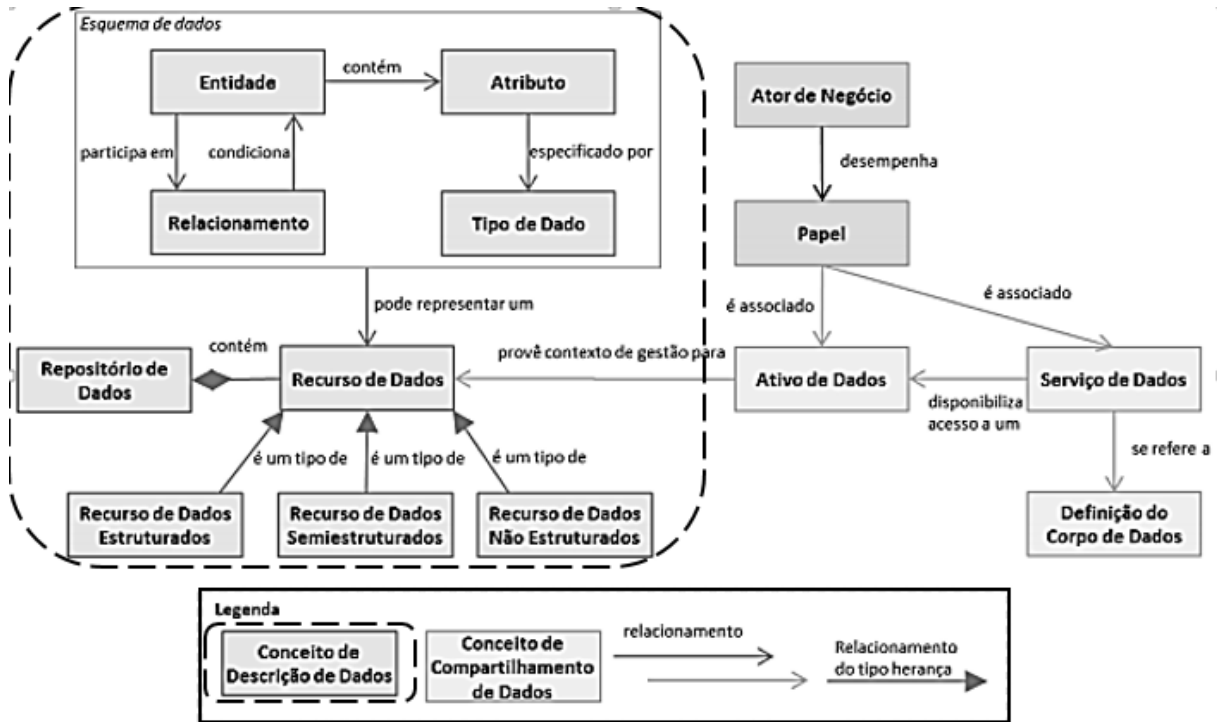 Esquema de dados
Entidade
contém
Atributo
participa em
condiciona
especificado por
Relacionamento
Tipo de Dado
Ator de Negócio
desempenha
Papel
é associado
é associado
pode representar um
contém
provê contexto de gestão para
Repositório de
Dados
Recurso de Dados
Ativo de Dados
Serviço de Dados
disponibiliza
acesso a um
é um tipo de
é um tipo de
é um tipo de
se refere a
Recurso de Dados
Estruturados
Recurso de Dados
Semiestruturados
Recurso de Dados
Não Estruturados
Definição do
Corpo de Dados
Legenda
Conceito de
Descrição de Dados
Conceito de
Compartilhamento
de Dados
relacionamento
Relacionamento
do tipo herança